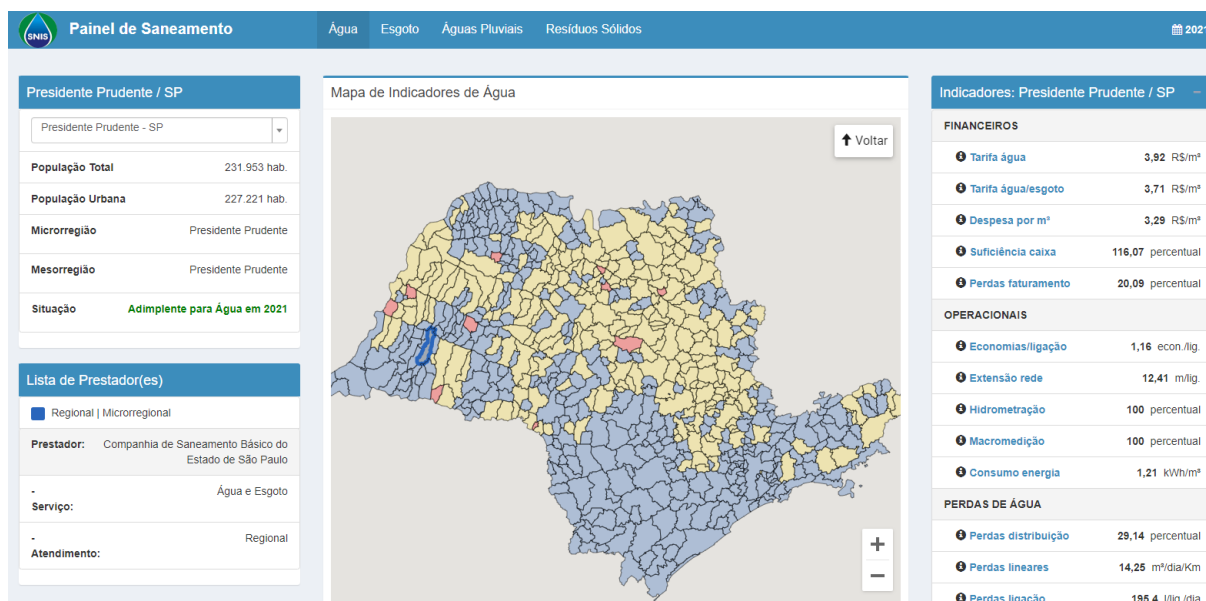 SNIS
Painel de Saneamento
Água
Esgoto
Águas Pluviais
Resíduos Sólidos
2021
Presidente Prudente / SP
Presidente Prudente - SP
População Total 231.953 hab.
População Urbana 227.221 hab.
Microrregião Presidente Prudente
Mesorregião Presidente Prudente
Situação Adimplente para Água em 2021
Lista de Prestador(es)
Regional | Microrregional
Prestador: Companhia de Saneamento Básico do
Estado de São Paulo
- Água e Esgoto
Serviço:
- Regional
Atendimento:
Mapa de Indicadores de Água
Voltar
+
−
Indicadores: Presidente Prudente / SP −
FINANCEIROS
Tarifa água 3,92 R$/m³
Tarifa água/esgoto 3,71 R$/m³
Despesa por m³ 3,29 R$/m³
Suficiência caixa 116,07 percentual
Perdas faturamento 20,09 percentual
OPERACIONAIS
Economias/ligação 1,16 econ./lig.
Extensão rede 12,41 m/lig.
Hidrometração 100 percentual
Macromedição 100 percentual
Consumo energia 1,21 kWh/m³
PERDAS DE ÁGUA
Perdas distribuição 29,14 percentual
Perdas lineares 14,25 m³/dia/Km
Perdas ligação 195,4 l/lig./dia